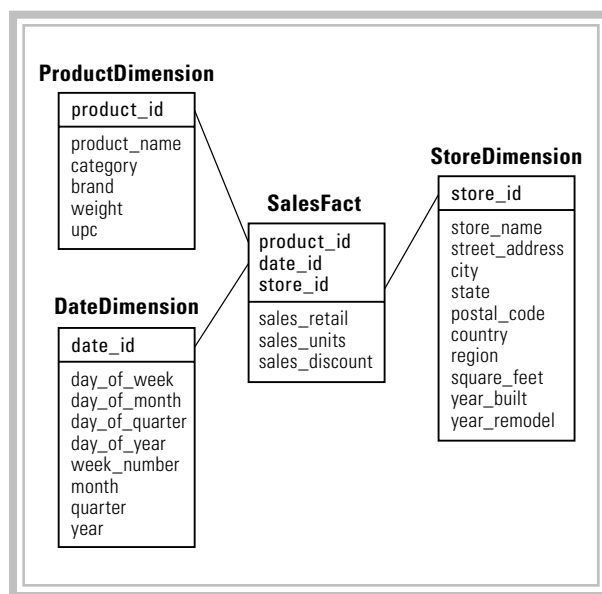 ProductDimension
product_id
product_name
category
brand
weight
upc
StoreDimension
store_id
store_name
street_address
city
state
postal_code
country
region
square_feet
year_built
year_remodel
SalesFact
product_id
date_id
store_id
sales_retail
sales_units
sales_discount
DateDimension
date_id
day_of_week
day_of_month
day_of_quarter
day_of_year
week_number
month
quarter
year